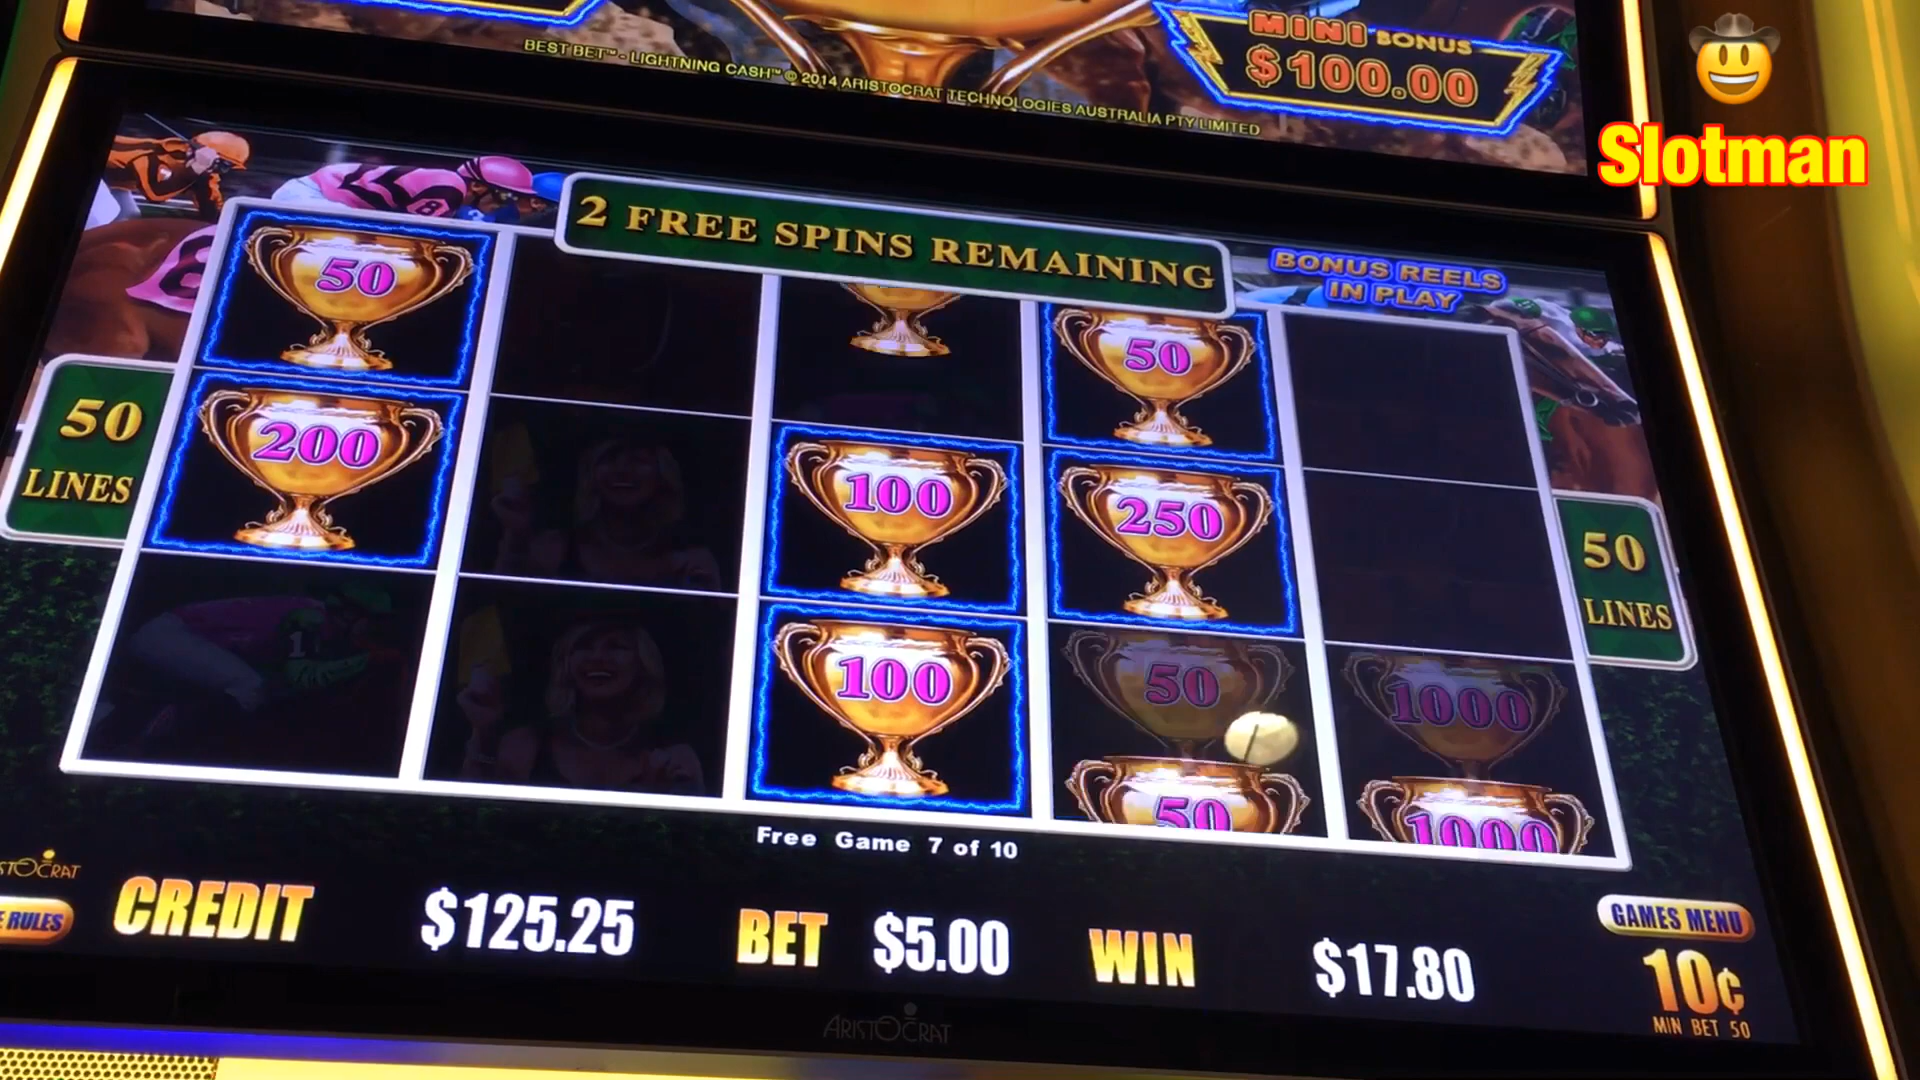 MINI BONUS
$100.00
BEST BET™ - LIGHTNING CASH™ © 2014 ARISTOCRAT TECHNOLOGIES AUSTRALIA PTY LIMITED
Slotman
2 FREE SPINS REMAINING
BONUS REELS
IN PLAY
50
50
200
100
250
50
LINES
50
LINES
100
50
1000
50
1000
8
1
Free Game 7 of 10
CREDIT $125.25 BET $5.00 WIN $17.80
RULES
GAMES MENU
10¢
MIN BET 50
ARISTOCRAT